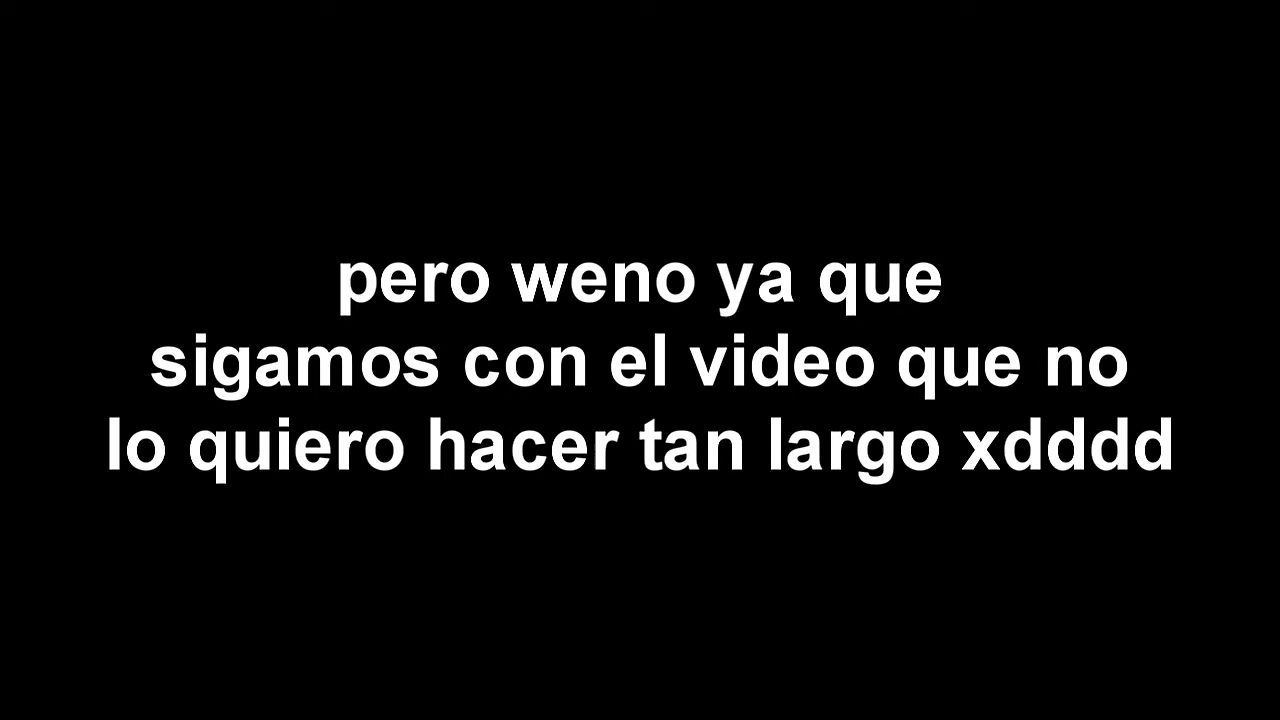 pero weno ya que
sigamos con el video que no
lo quiero hacer tan largo xdddd